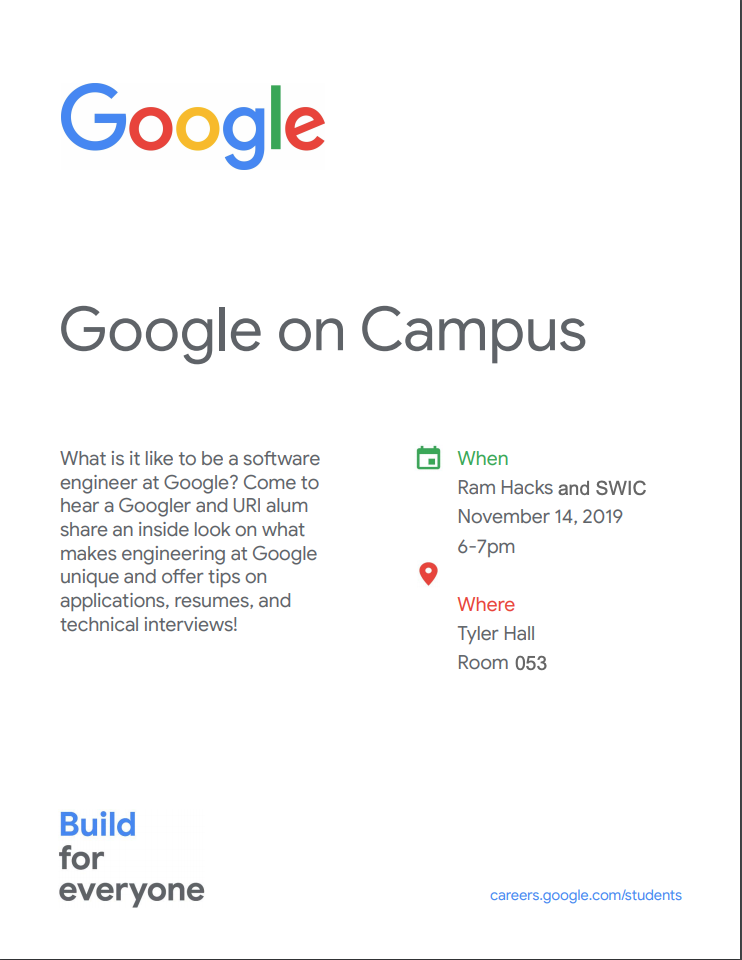 Google
Google on Campus
What is it like to be a software
engineer at Google? Come to
hear a Googler and URI alum
share an inside look on what
makes engineering at Google
unique and offer tips on
applications, resumes, and
technical interviews!
When
Ram Hacks and SWIC
November 14, 2019
6-7pm
Where
Tyler Hall
Room 053
Build
for
everyone
careers.google.com/students